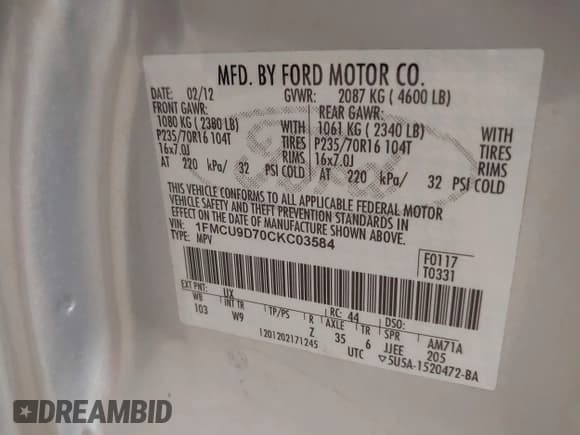 MFD. BY FORD MOTOR CO.
02/12 GVWR: 2087 KG ( 4600 LB)
FRONT GAWR: REAR GAWR:
1080 KG ( 2380 LB) WITH 1061 KG ( 2340 LB) WITH
P235/70R16 104T TIRES P235/70R16 104T TIRES
16x7.0J RIMS 16x7.0J RIMS
AT 220 kPa/ 32 PSI COLD AT 220 kPa/ 32 PSI COLD
THIS VEHICLE CONFORMS TO ALL APPLICABLE FEDERAL MOTOR
VEHICLE SAFETY AND THEFT PREVENTION STANDARDS IN
EFFECT ON THE DATE OF MANUFACTURE SHOWN ABOVE.
VIN: 1FMCU9D70CKC03584
TYPE: MPV
F0117
T0331
EXT PNT: UX RC: 44 DSO:
WB INT TR TP/PS R AXLE TR SPR AM71A
103 W9 Z 35 6 JJEE 205
1201202171245 UTC ▽5U5A-1520472-BA
Ford
DREAMBID